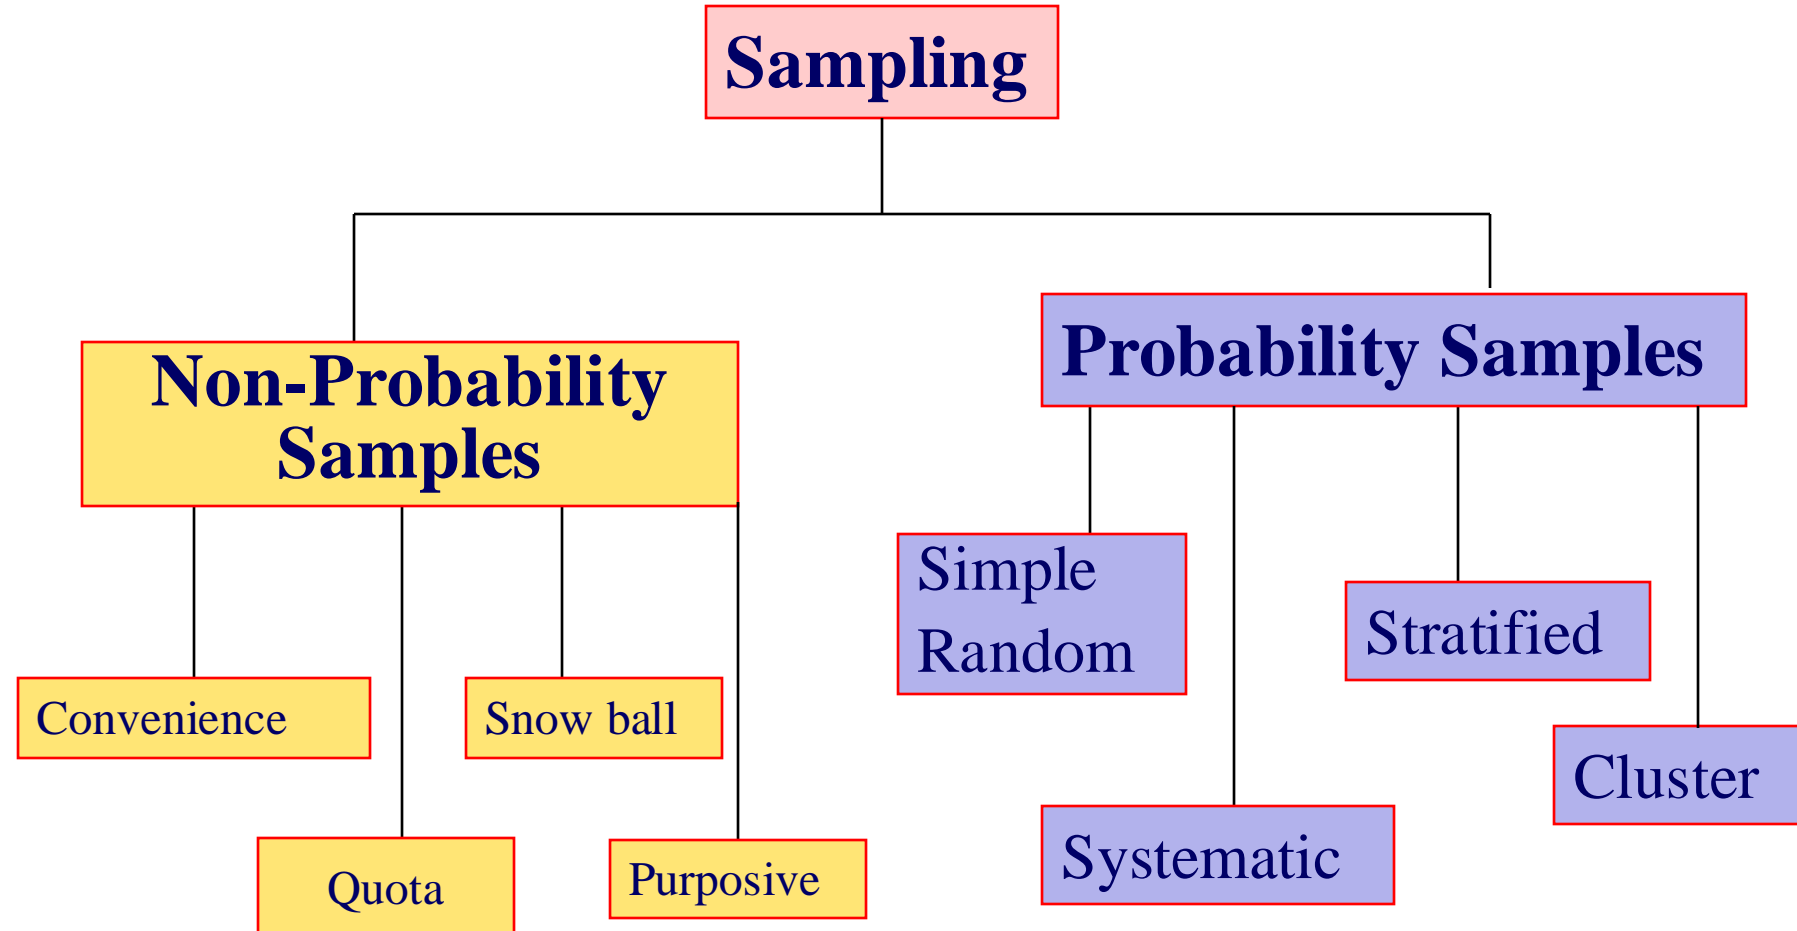 Sampling
Non-Probability
Samples
Probability Samples
Convenience
Quota
Snow ball
Purposive
Simple
Random
Systematic
Stratified
Cluster